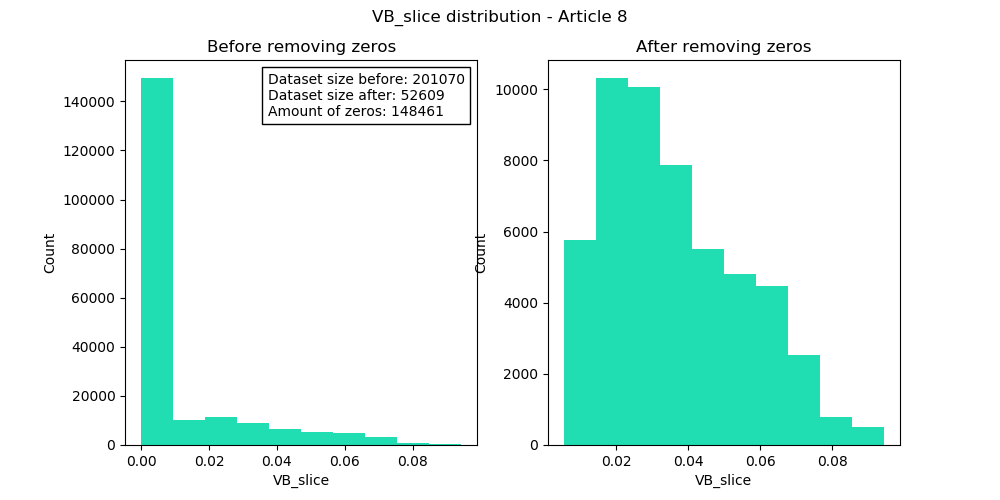 VB_slice distribution - Article 8
Before removing zeros
Dataset size before: 201070
Dataset size after: 52609
Amount of zeros: 148461
140000
120000
100000
80000
60000
40000
20000
0
Count
0.00 0.02 0.04 0.06 0.08
VB_slice
After removing zeros
10000
8000
6000
4000
2000
0
Count
0.02 0.04 0.06 0.08
VB_slice